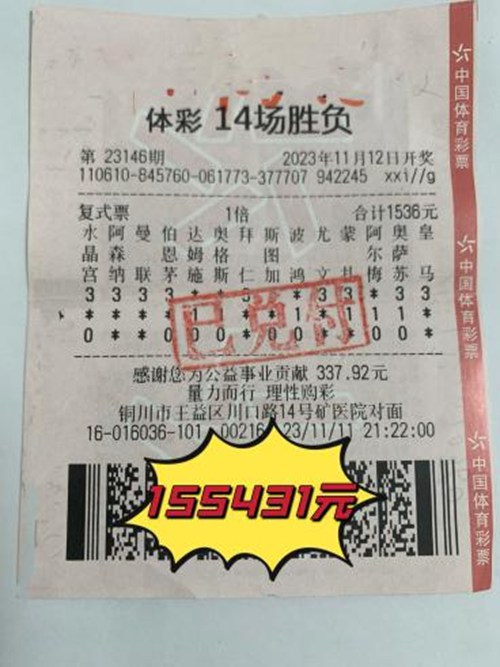 体彩 14场胜负
第 23146期 2023年11月12日开奖
110610-845760-061773-377707 942245 xxi//g
复式票 1倍 合计1536元
水 阿 曼 伯 达 奥 拜 斯 波 尤 蒙 阿 奥 皇
晶 森 恩 姆 格 图 尔 萨
宫 纳 联 茅 施 斯 仁 加 鸿 文 扎 梅 苏 马
已兑付
感谢您为公益事业贡献 337.92元
量力而行 理性购彩
铜川市王益区川口路14号矿医院对面
16-016036-101 00216 23/11/11 21:22:00
155431元
中国体育彩票
中国体育彩票
中国体育彩票